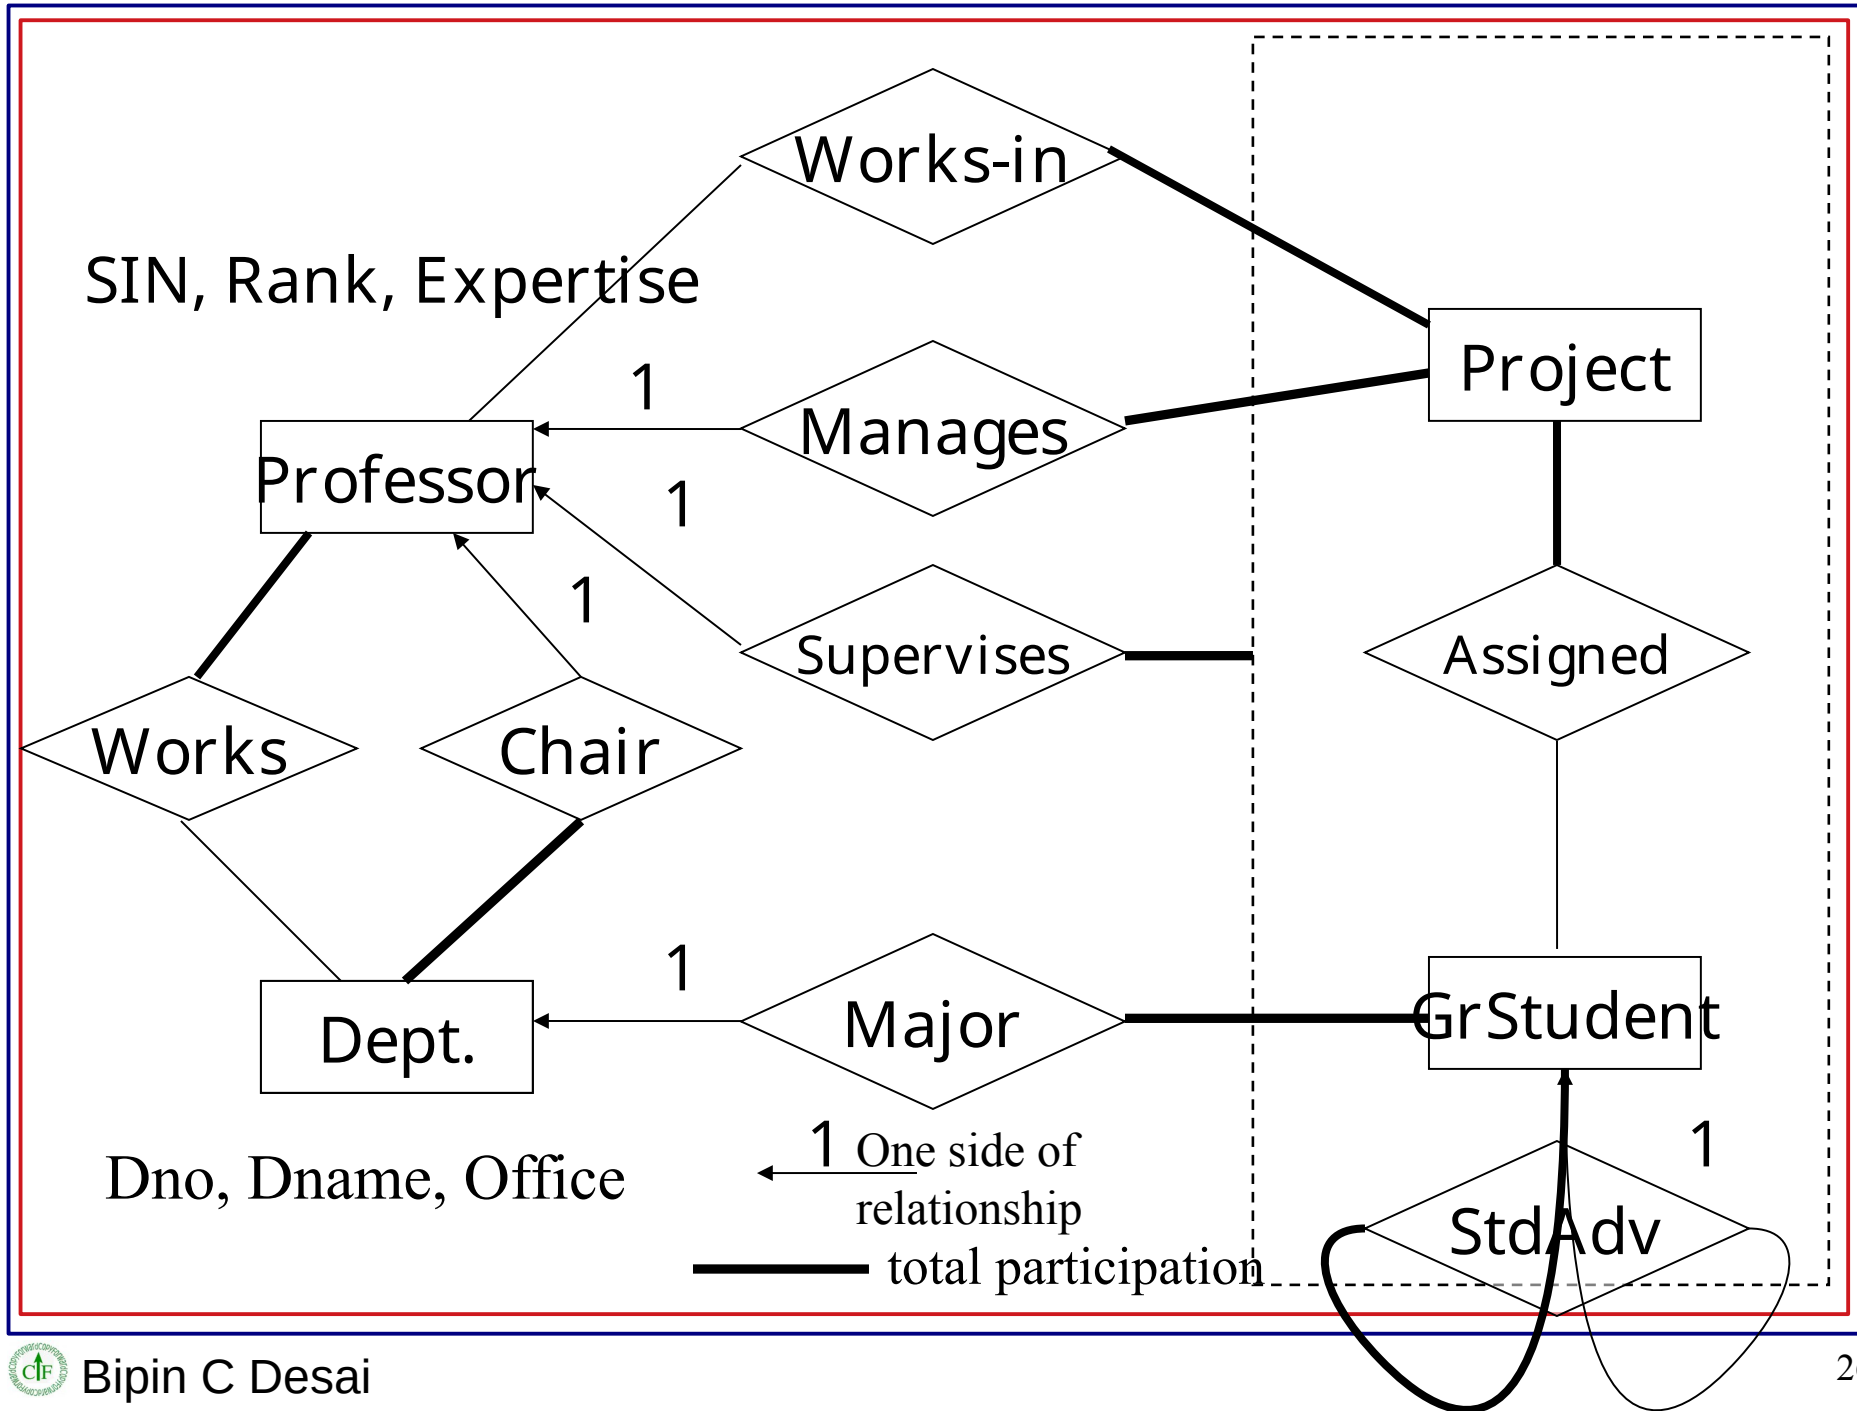 Works-in
SIN, Rank, Expertise
1
Project
Manages
Professor
1
1
Supervises
Assigned
Works
Chair
1
Major
GrStudent
Dept.
1
One side of
relationship
1
Dno, Dname, Office
StdAdv
total participation
CF
Bipin C Desai